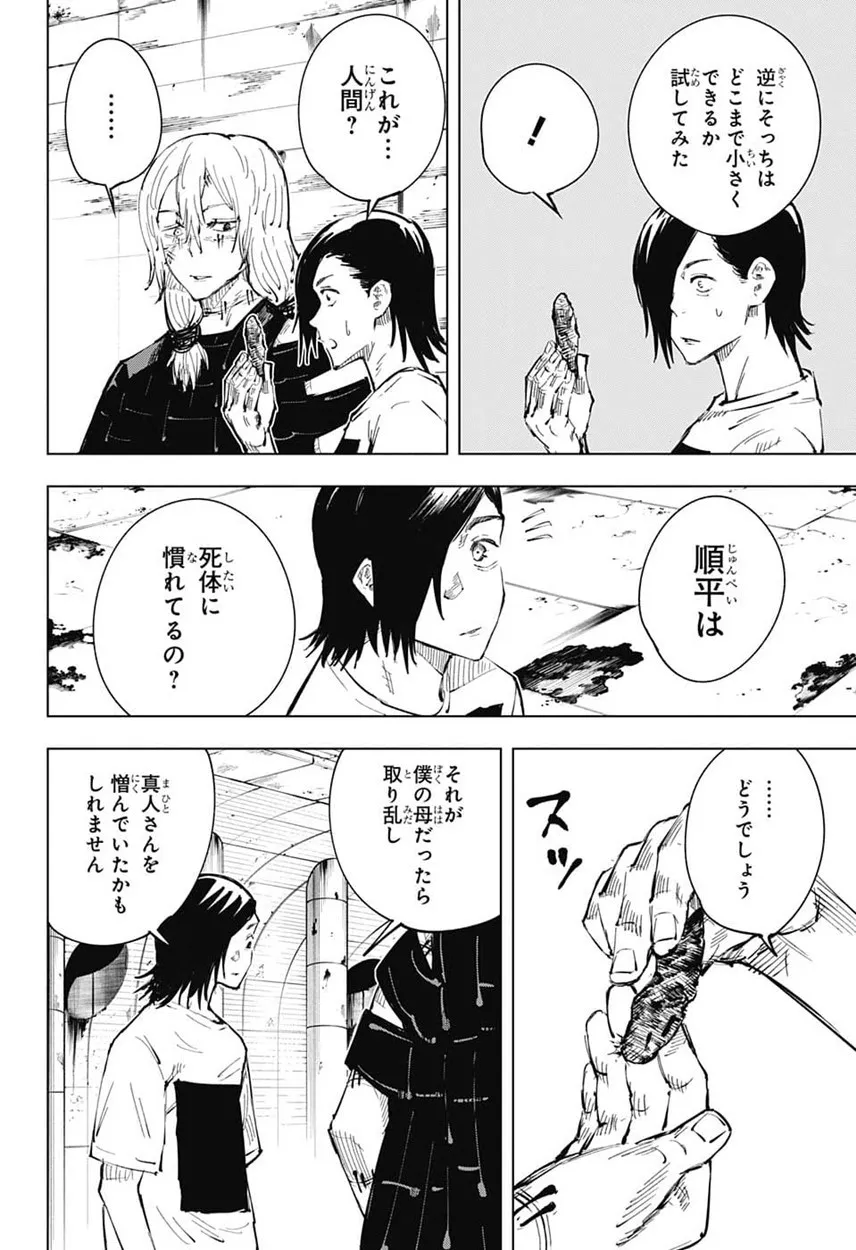 逆にそっちは
どこまで小さく
できるか
試してみた
！
これが…
人間？
……
順平は
死体に
慣れてるの？
……
どうでしょう
スッ
それが
僕の母だったら
取り乱し
真人さんを
憎んでいたかも
しれません